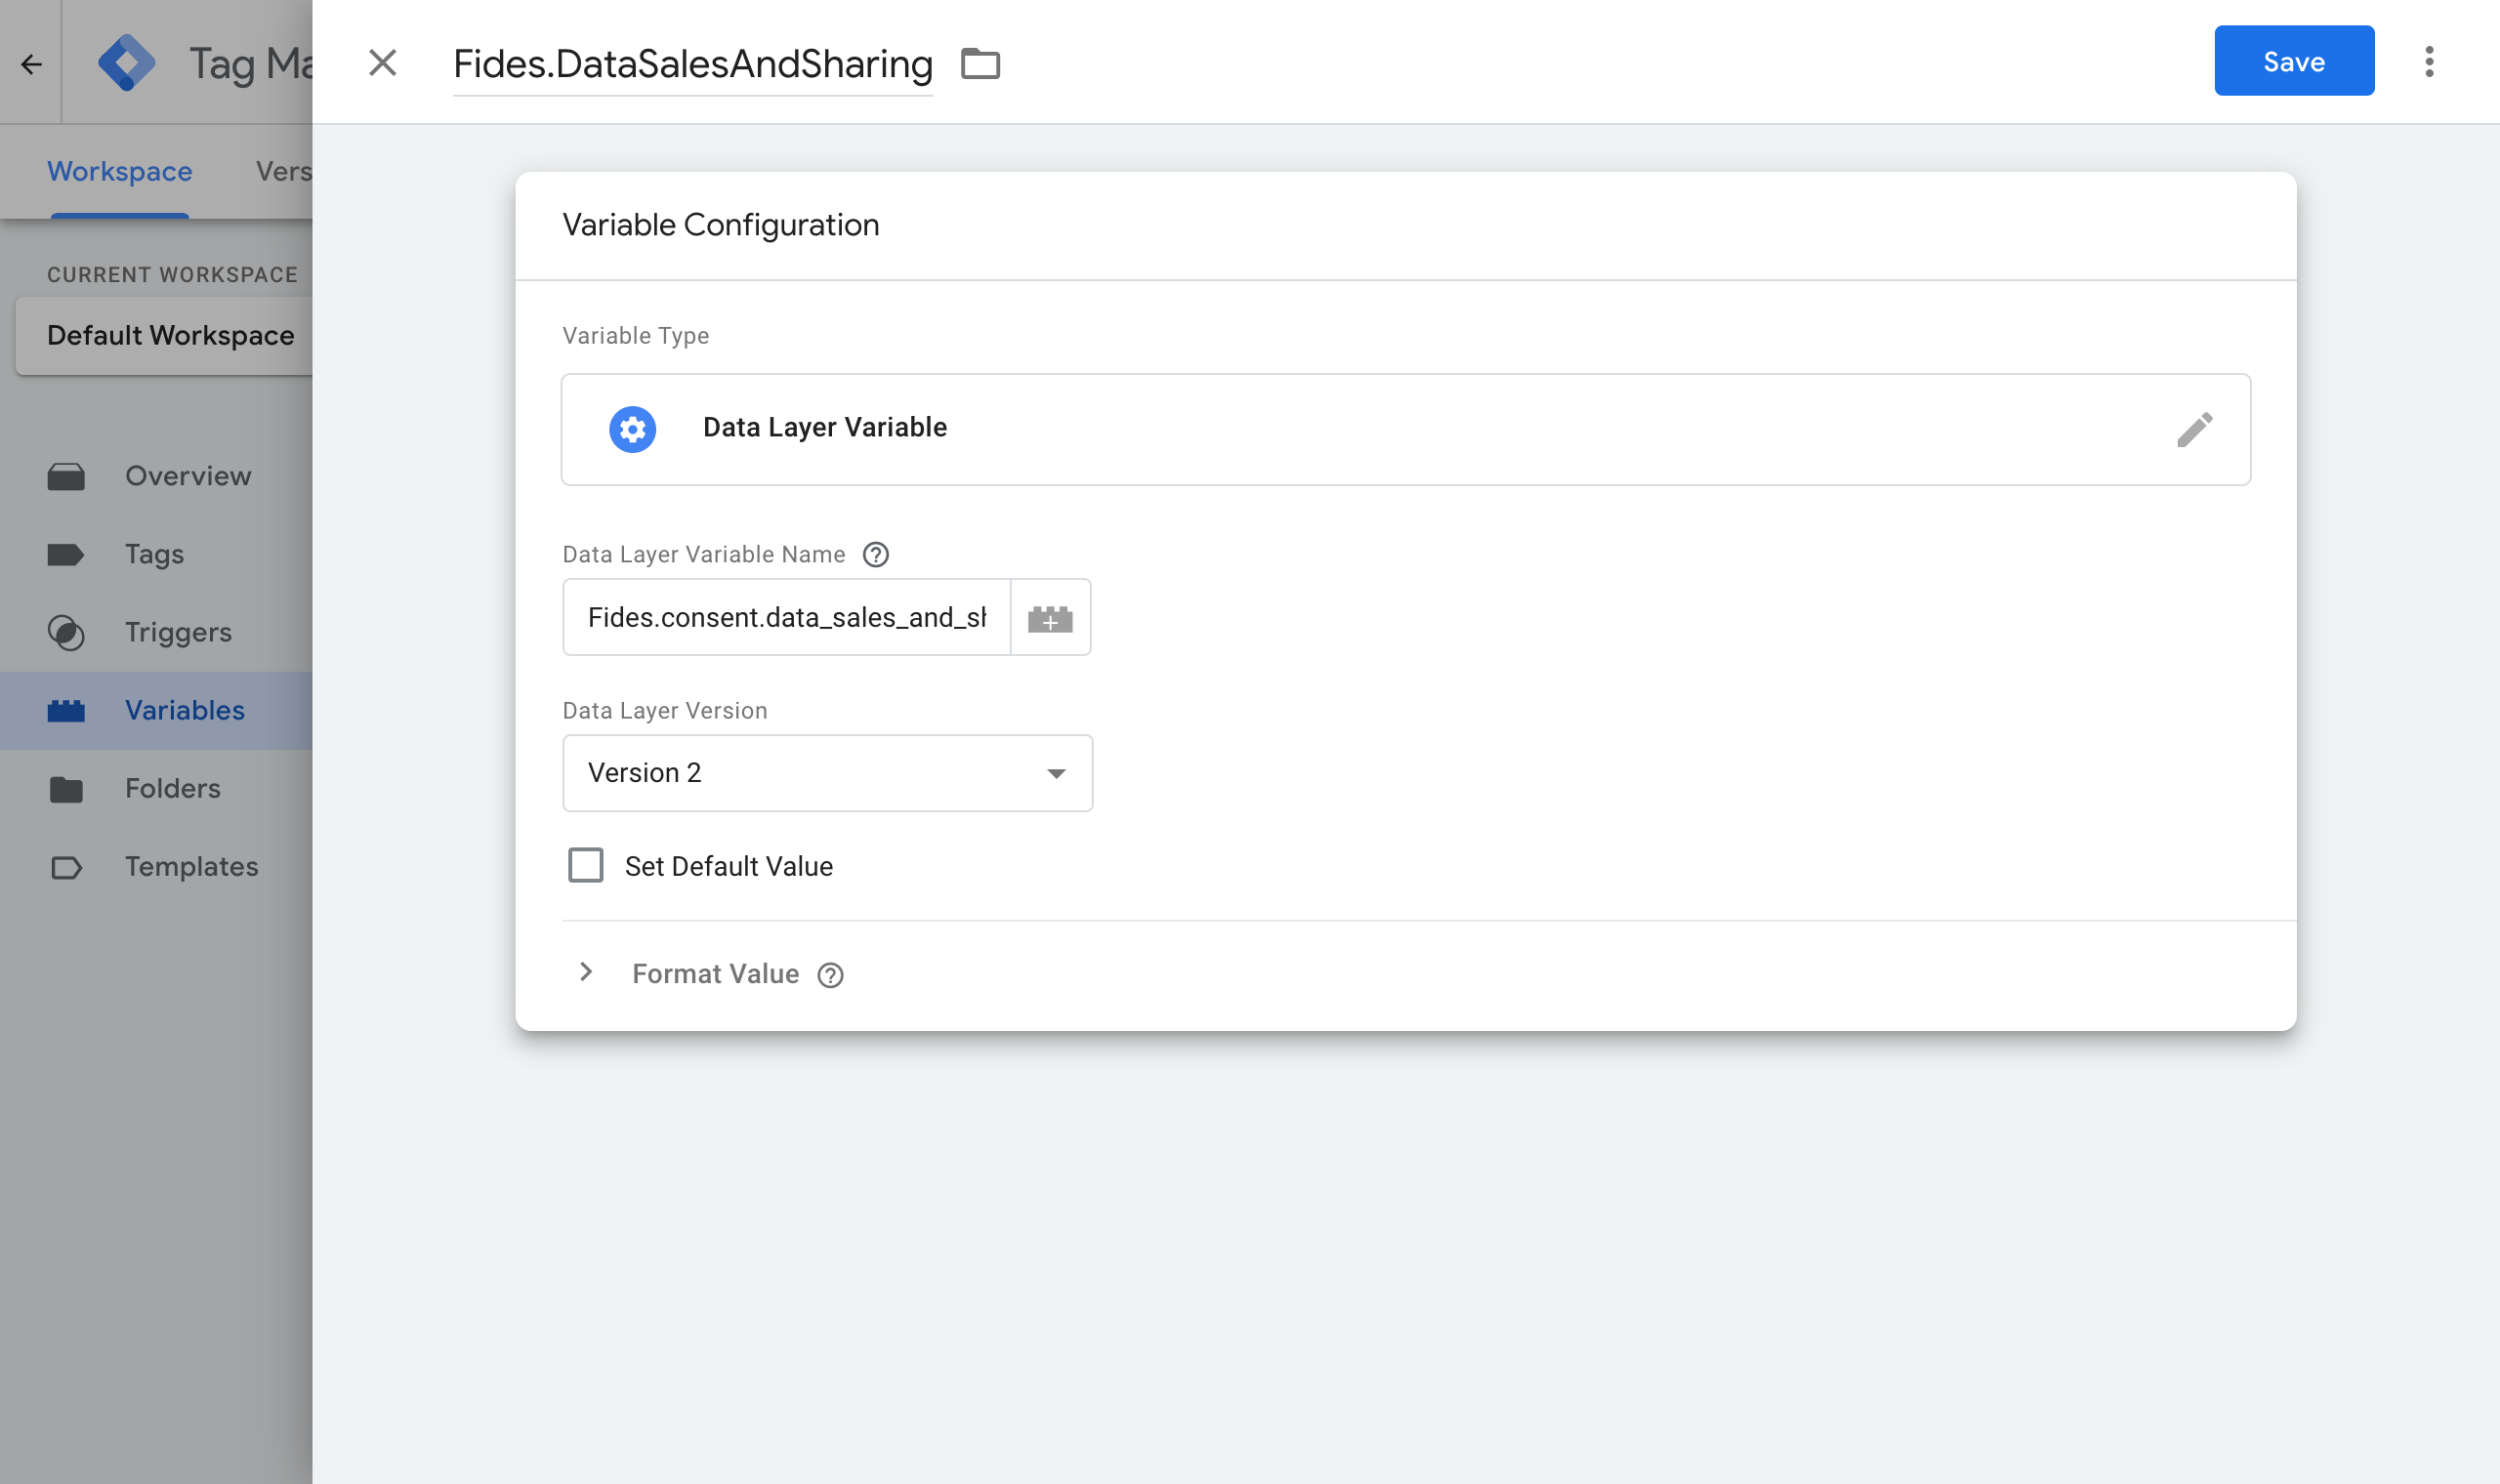 Tag Ma
Fides.DataSalesAndSharing
Save
Workspace
Vers
CURRENT WORKSPACE
Default Workspace
Overview
Tags
Triggers
Variables
Folders
Templates
Variable Configuration
Variable Type
Data Layer Variable
Data Layer Variable Name
Fides.consent.data_sales_and_sh
Data Layer Version
Version 2
Set Default Value
Format Value